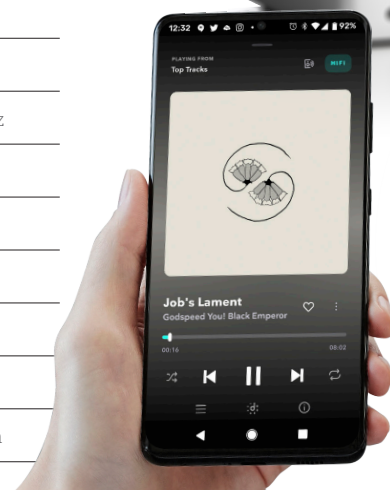 12:32
92%
PLAYING FROM
Top Tracks
HIFI
Job's Lament
Godspeed You! Black Emperor
00:16
08:02
z